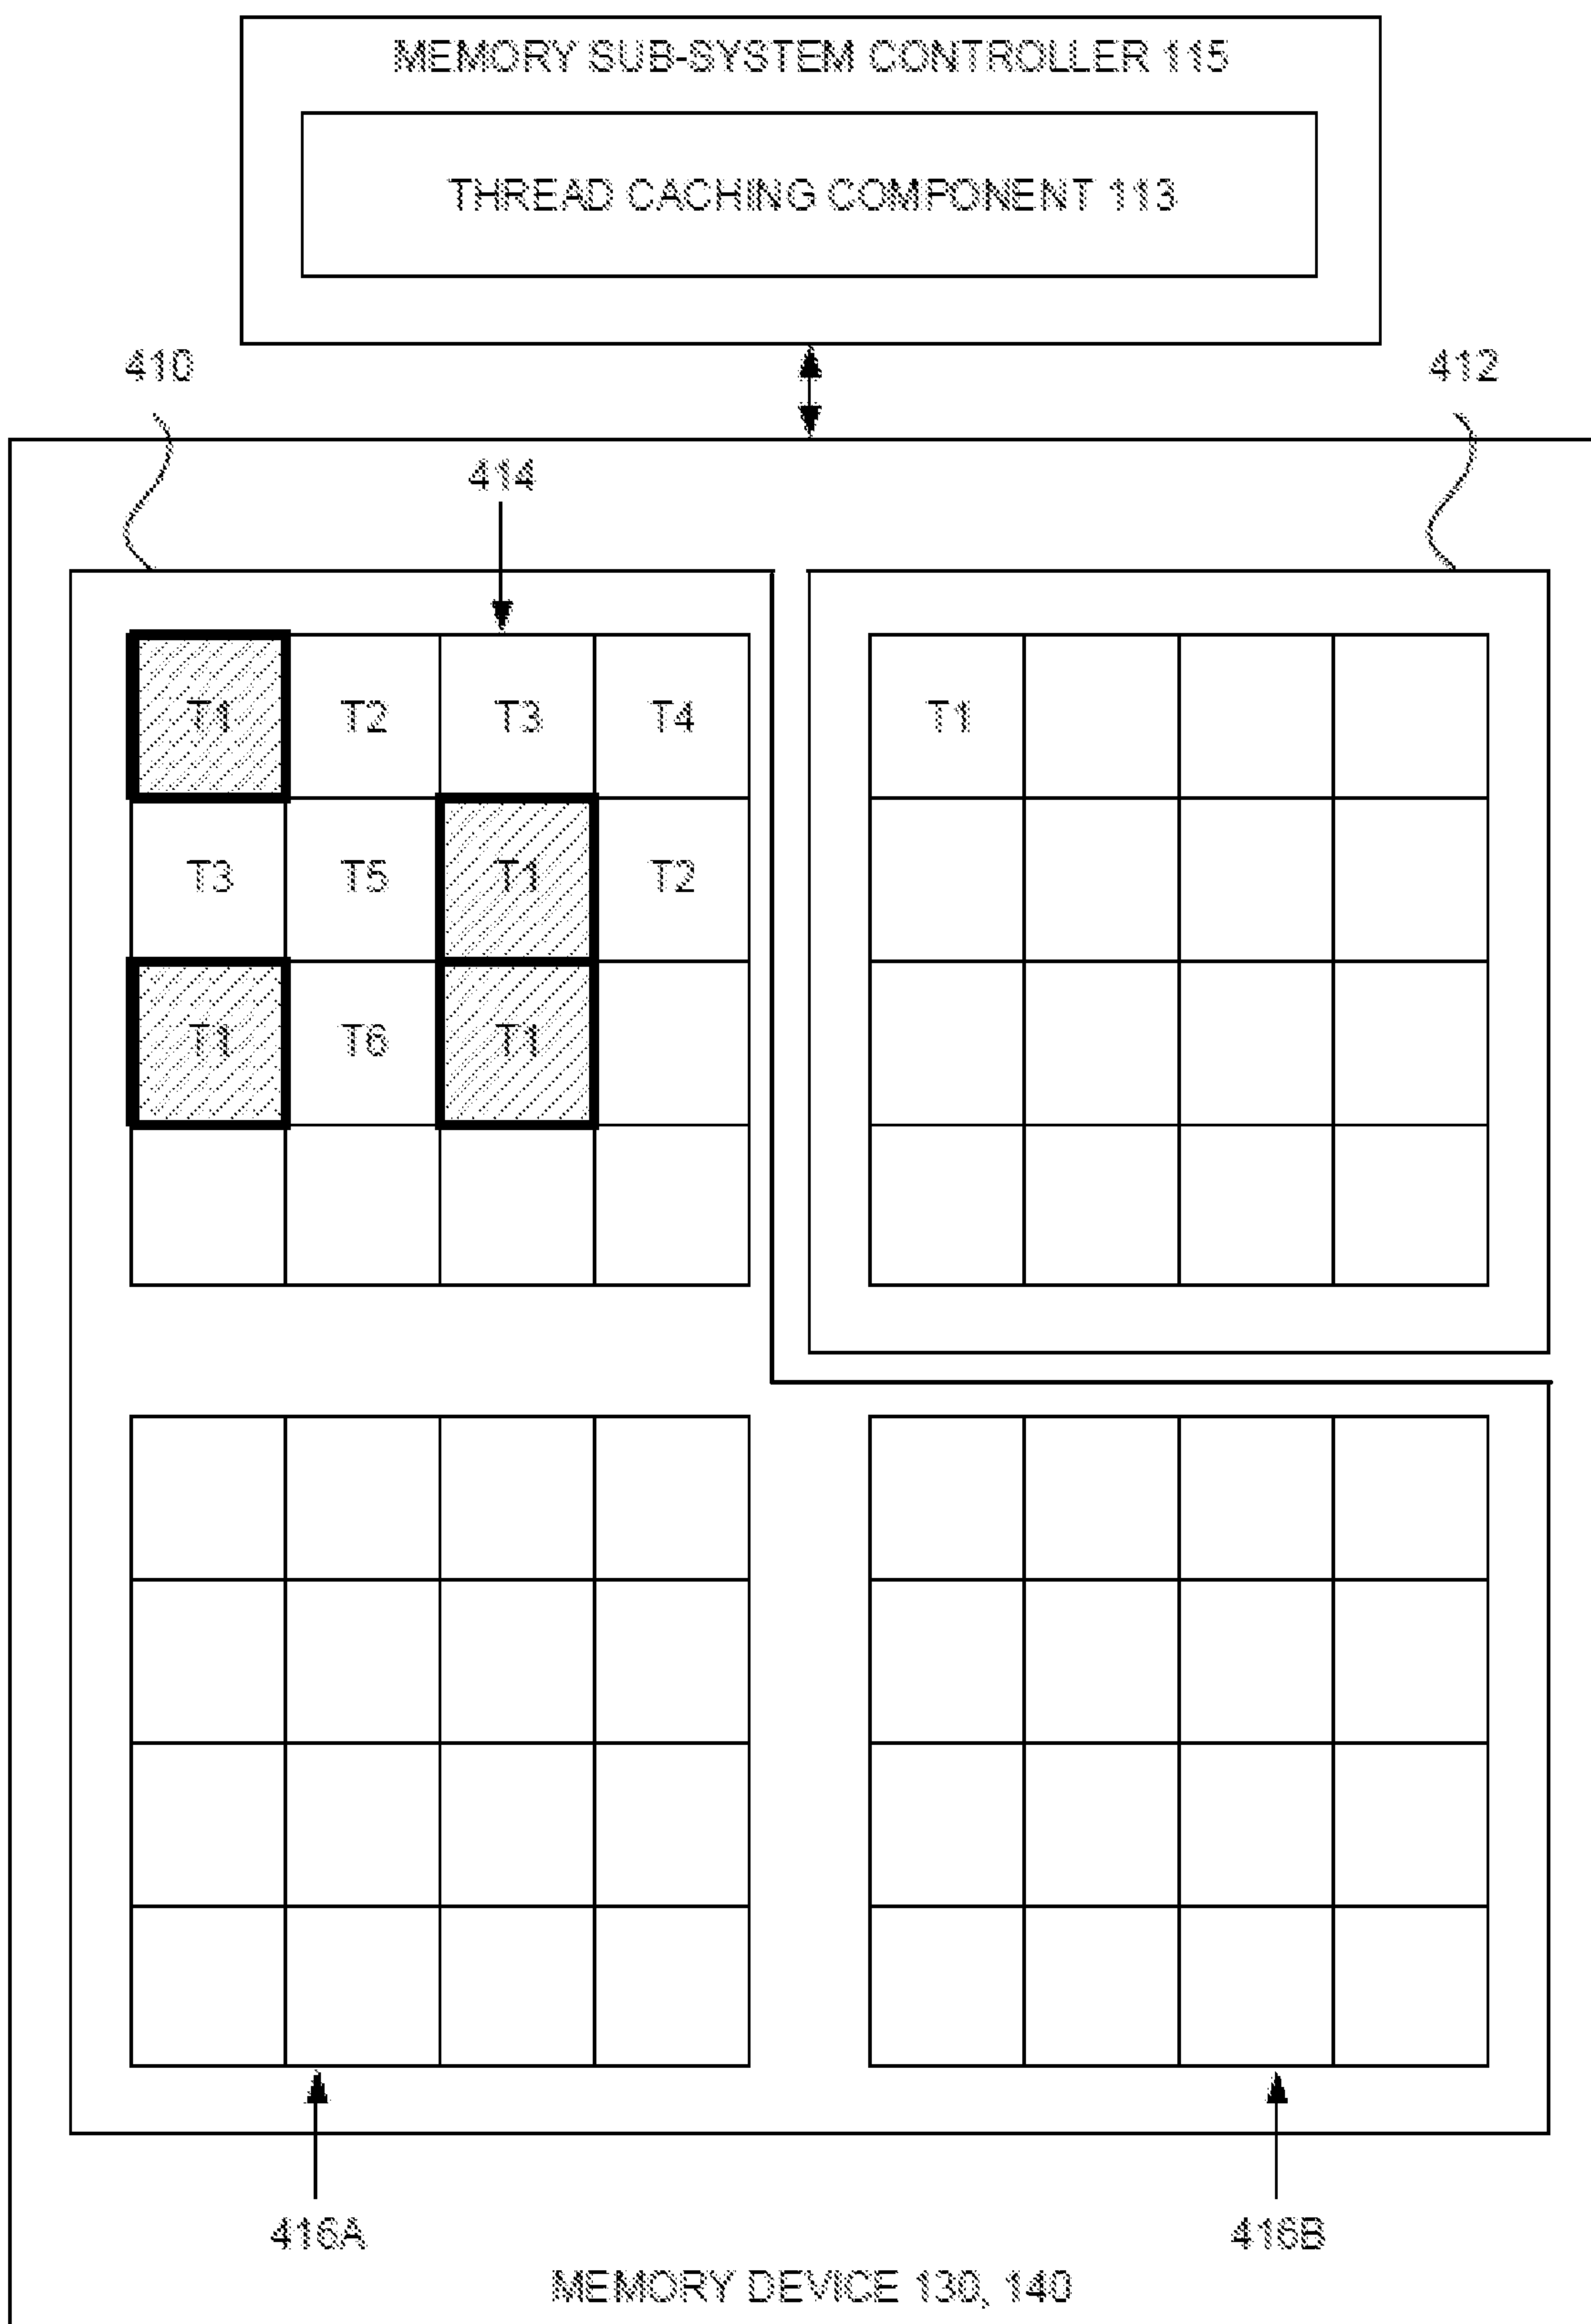 MEMORY SUB-SYSTEM CONTROLLER 115
THREAD CACHING COMPONENT 113
410
412
414
T1 T2 T3 T4
T1
T3 T5 T1 T2
T1 T6 T1
416A
416B
MEMORY DEVICE 130, 140